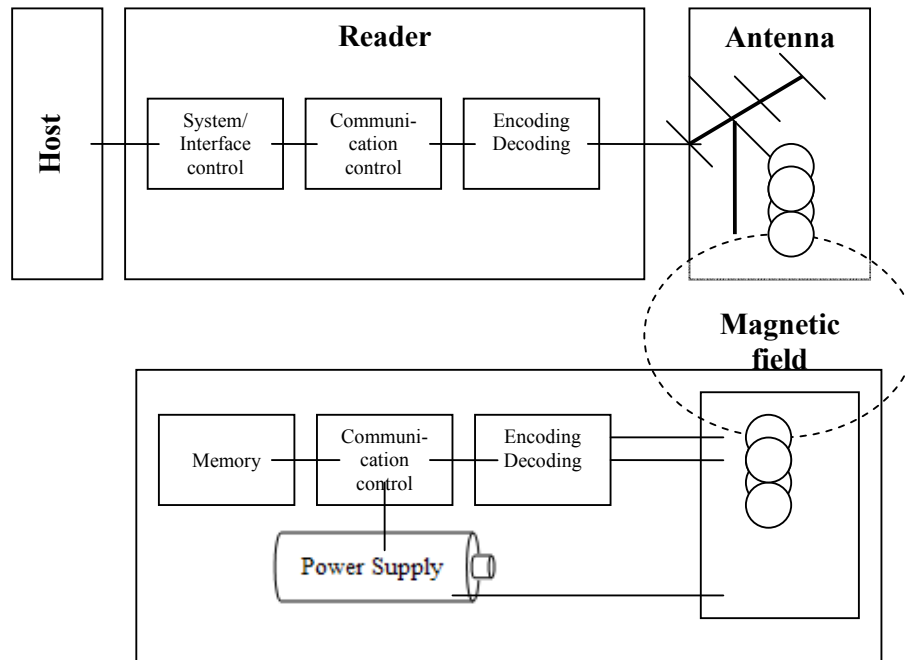 Host
Reader
System/
Interface
control
Communi-
cation
control
Encoding
Decoding
Antenna
Magnetic
field
Memory
Communi-
cation
control
Encoding
Decoding
Power Supply